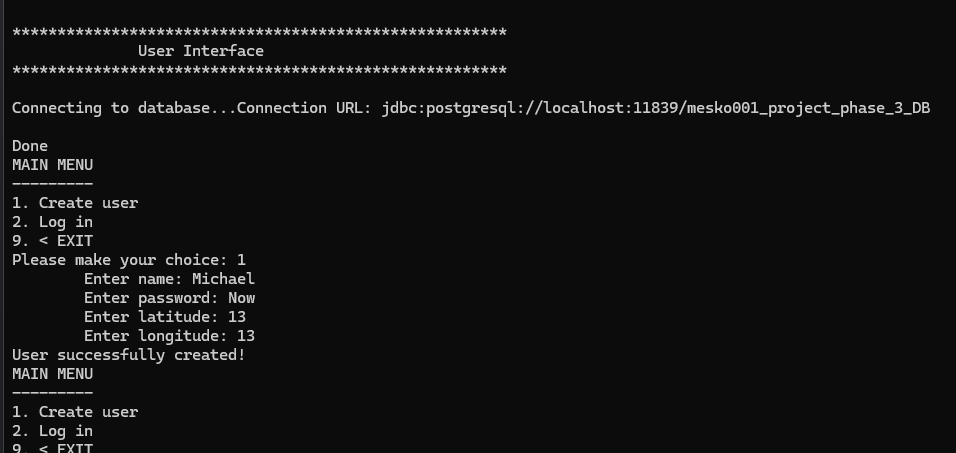 *******************************************************
User Interface
*******************************************************
Connecting to database...Connection URL: jdbc:postgresql://localhost:11839/mesko001_project_phase_3_DB
Done
MAIN MENU
---------
1. Create user
2. Log in
9. < EXIT
Please make your choice: 1
Enter name: Michael
Enter password: Now
Enter latitude: 13
Enter longitude: 13
User successfully created!
MAIN MENU
---------
1. Create user
2. Log in
9. < EXIT